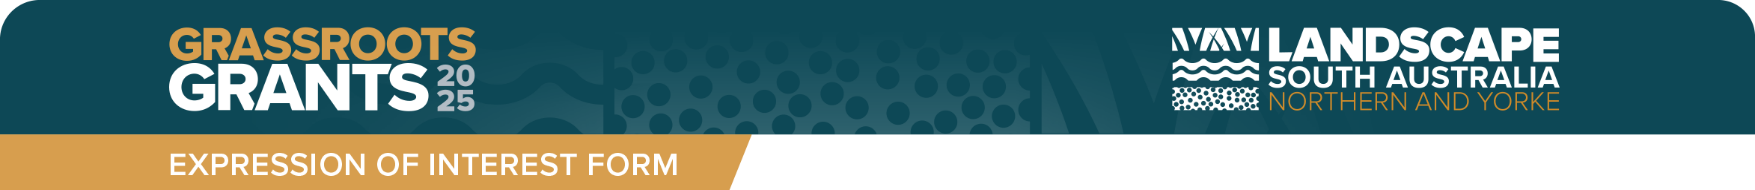 GRASSROOTS
GRANTS 2025
LANDSCAPE
SOUTH AUSTRALIA
NORTHERN AND YORKE
EXPRESSION OF INTEREST FORM